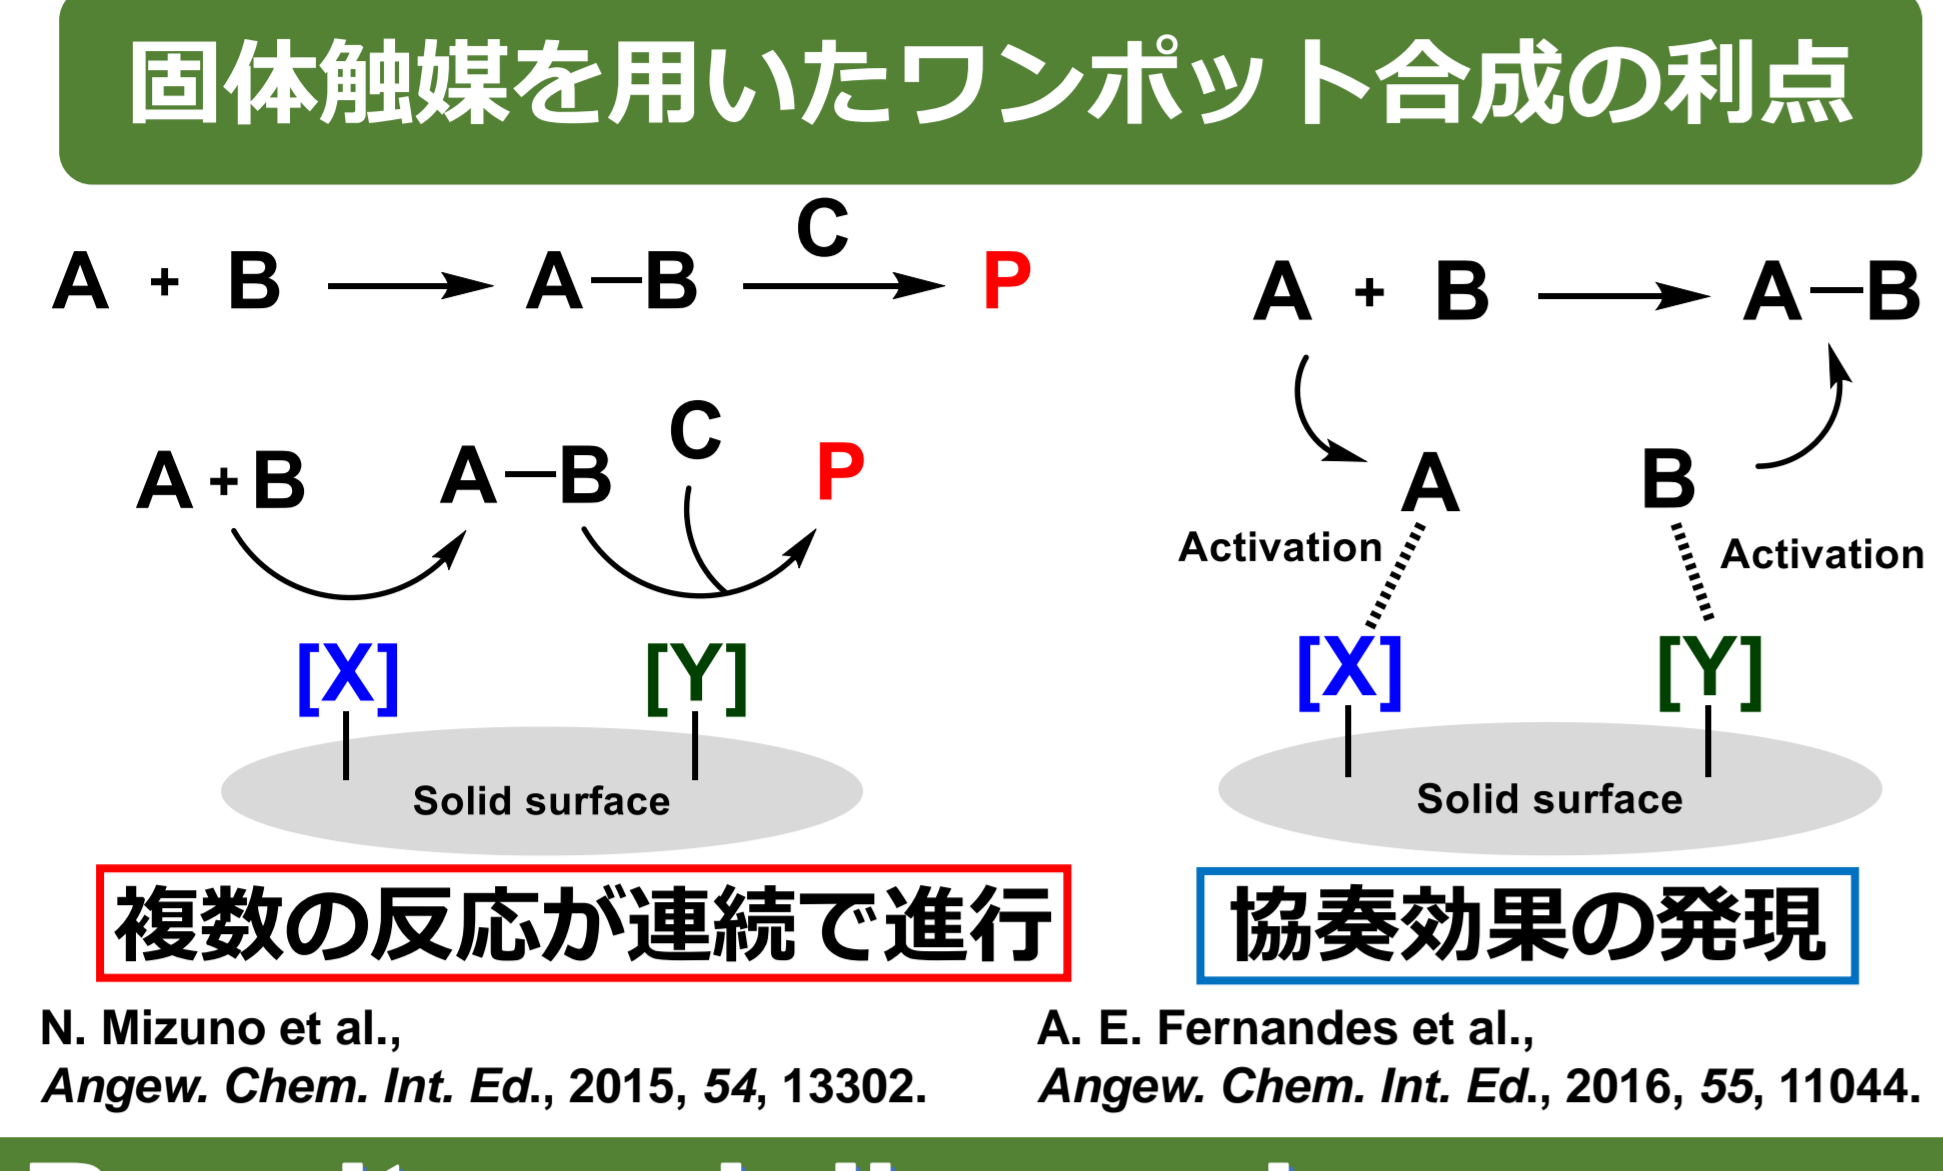 固体触媒を用いたワンポット合成の利点
C
A + B A–B P
A + B A–B
C
A + B A–B P
A B
Activation Activation
[X] [Y]
[X] [Y]
Solid surface
Solid surface
複数の反応が連続で進行
協奏効果の発現
N. Mizuno et al.,
Angew. Chem. Int. Ed., 2015, 54, 13302.
A. E. Fernandes et al.,
Angew. Chem. Int. Ed., 2016, 55, 11044.